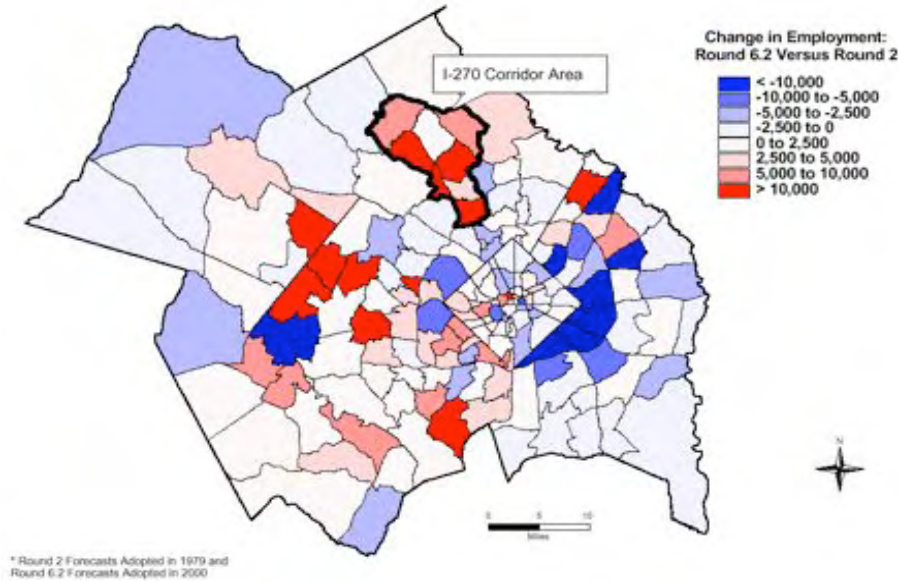 Change in Employment:
Round 6.2 Versus Round 2
I-270 Corridor Area
< -10,000
-10,000 to -5,000
-5,000 to -2,500
-2,500 to 0
0 to 2,500
2,500 to 5,000
5,000 to 10,000
> 10,000
N
0 5 10
Miles
* Round 2 Forecasts Adopted in 1979 and
Round 6.2 Forecasts Adopted in 2000